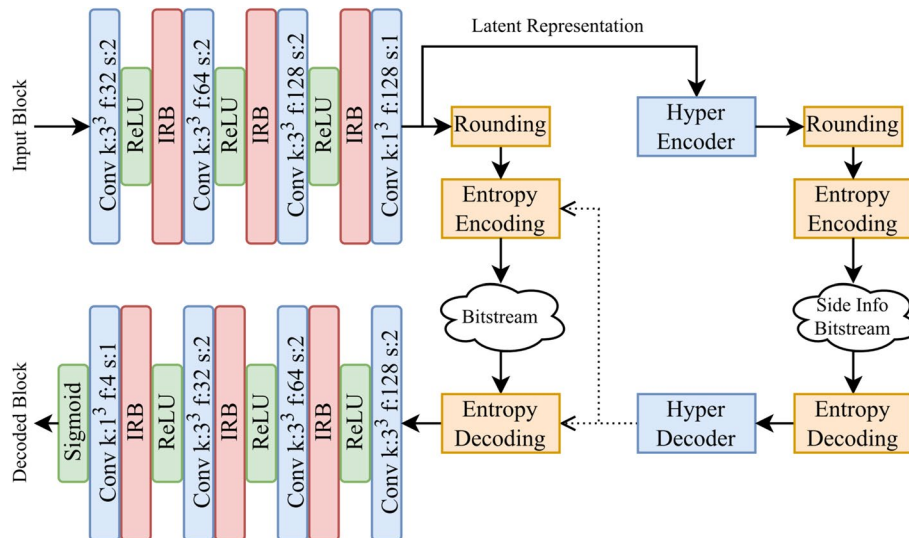 Input Block
Conv k:3³ f:32 s:2
ReLU
IRB
Conv k:3³ f:64 s:2
ReLU
IRB
Conv k:3³ f:128 s:2
ReLU
IRB
Conv k:1³ f:128 s:1
Latent Representation
Rounding
Entropy
Encoding
Bitstream
Entropy
Decoding
Hyper
Encoder
Rounding
Entropy
Encoding
Side Info
Bitstream
Entropy
Decoding
Hyper
Decoder
Decoded Block
Sigmoid
Conv k:1³ f:4 s:1
IRB
ReLU
Conv k:3³ f:32 s:2
IRB
ReLU
Conv k:3³ f:64 s:2
IRB
ReLU
Conv k:3³ f:128 s:2